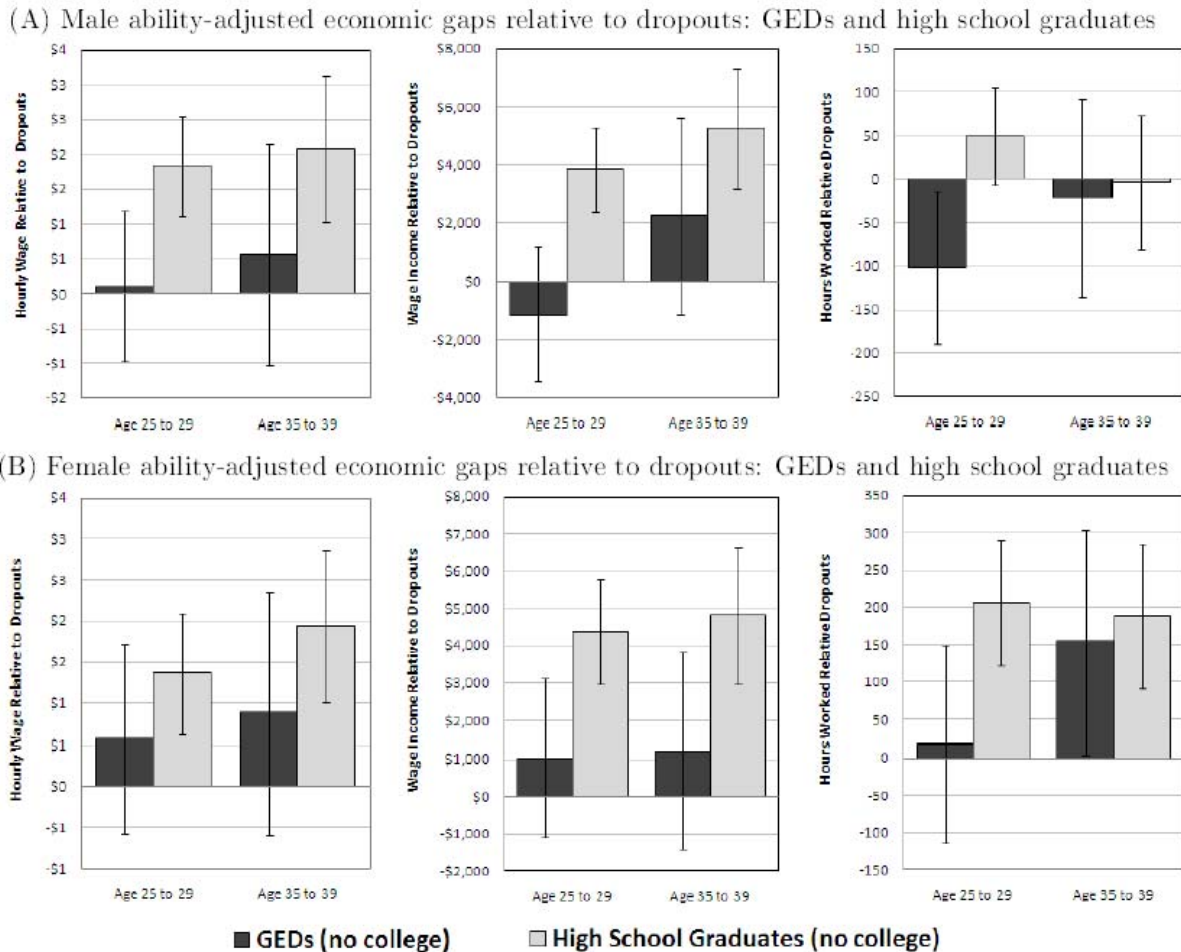 (A) Male ability-adjusted economic gaps relative to dropouts: GEDs and high school graduates
Hourly Wage Relative to Dropouts
$4
$3
$3
$2
$2
$1
$1
$0
-$1
-$1
-$2
Age 25 to 29
Age 35 to 39
Wage Income Relative to Dropouts
$8,000
$6,000
$4,000
$2,000
$0
-$2,000
-$4,000
Age 25 to 29
Age 35 to 39
Hours Worked Relative Dropouts
100
50
0
-50
-100
-150
-200
-250
Age 25 to 29
Age 35 to 39
(B) Female ability-adjusted economic gaps relative to dropouts: GEDs and high school graduates
Hourly Wage Relative to Dropouts
$4
$3
$3
$2
$2
$1
$1
$0
-$1
-$1
Age 25 to 29
Age 35 to 39
Wage Income Relative to Dropouts
$8,000
$7,000
$6,000
$5,000
$4,000
$3,000
$2,000
$1,000
$0
-$1,000
-$2,000
Age 25 to 29
Age 35 to 39
Hours Worked Relative Dropouts
350
300
250
200
150
100
50
0
-50
-100
-150
Age 25 to 29
Age 35 to 39
GEDs (no college)
High School Graduates (no college)